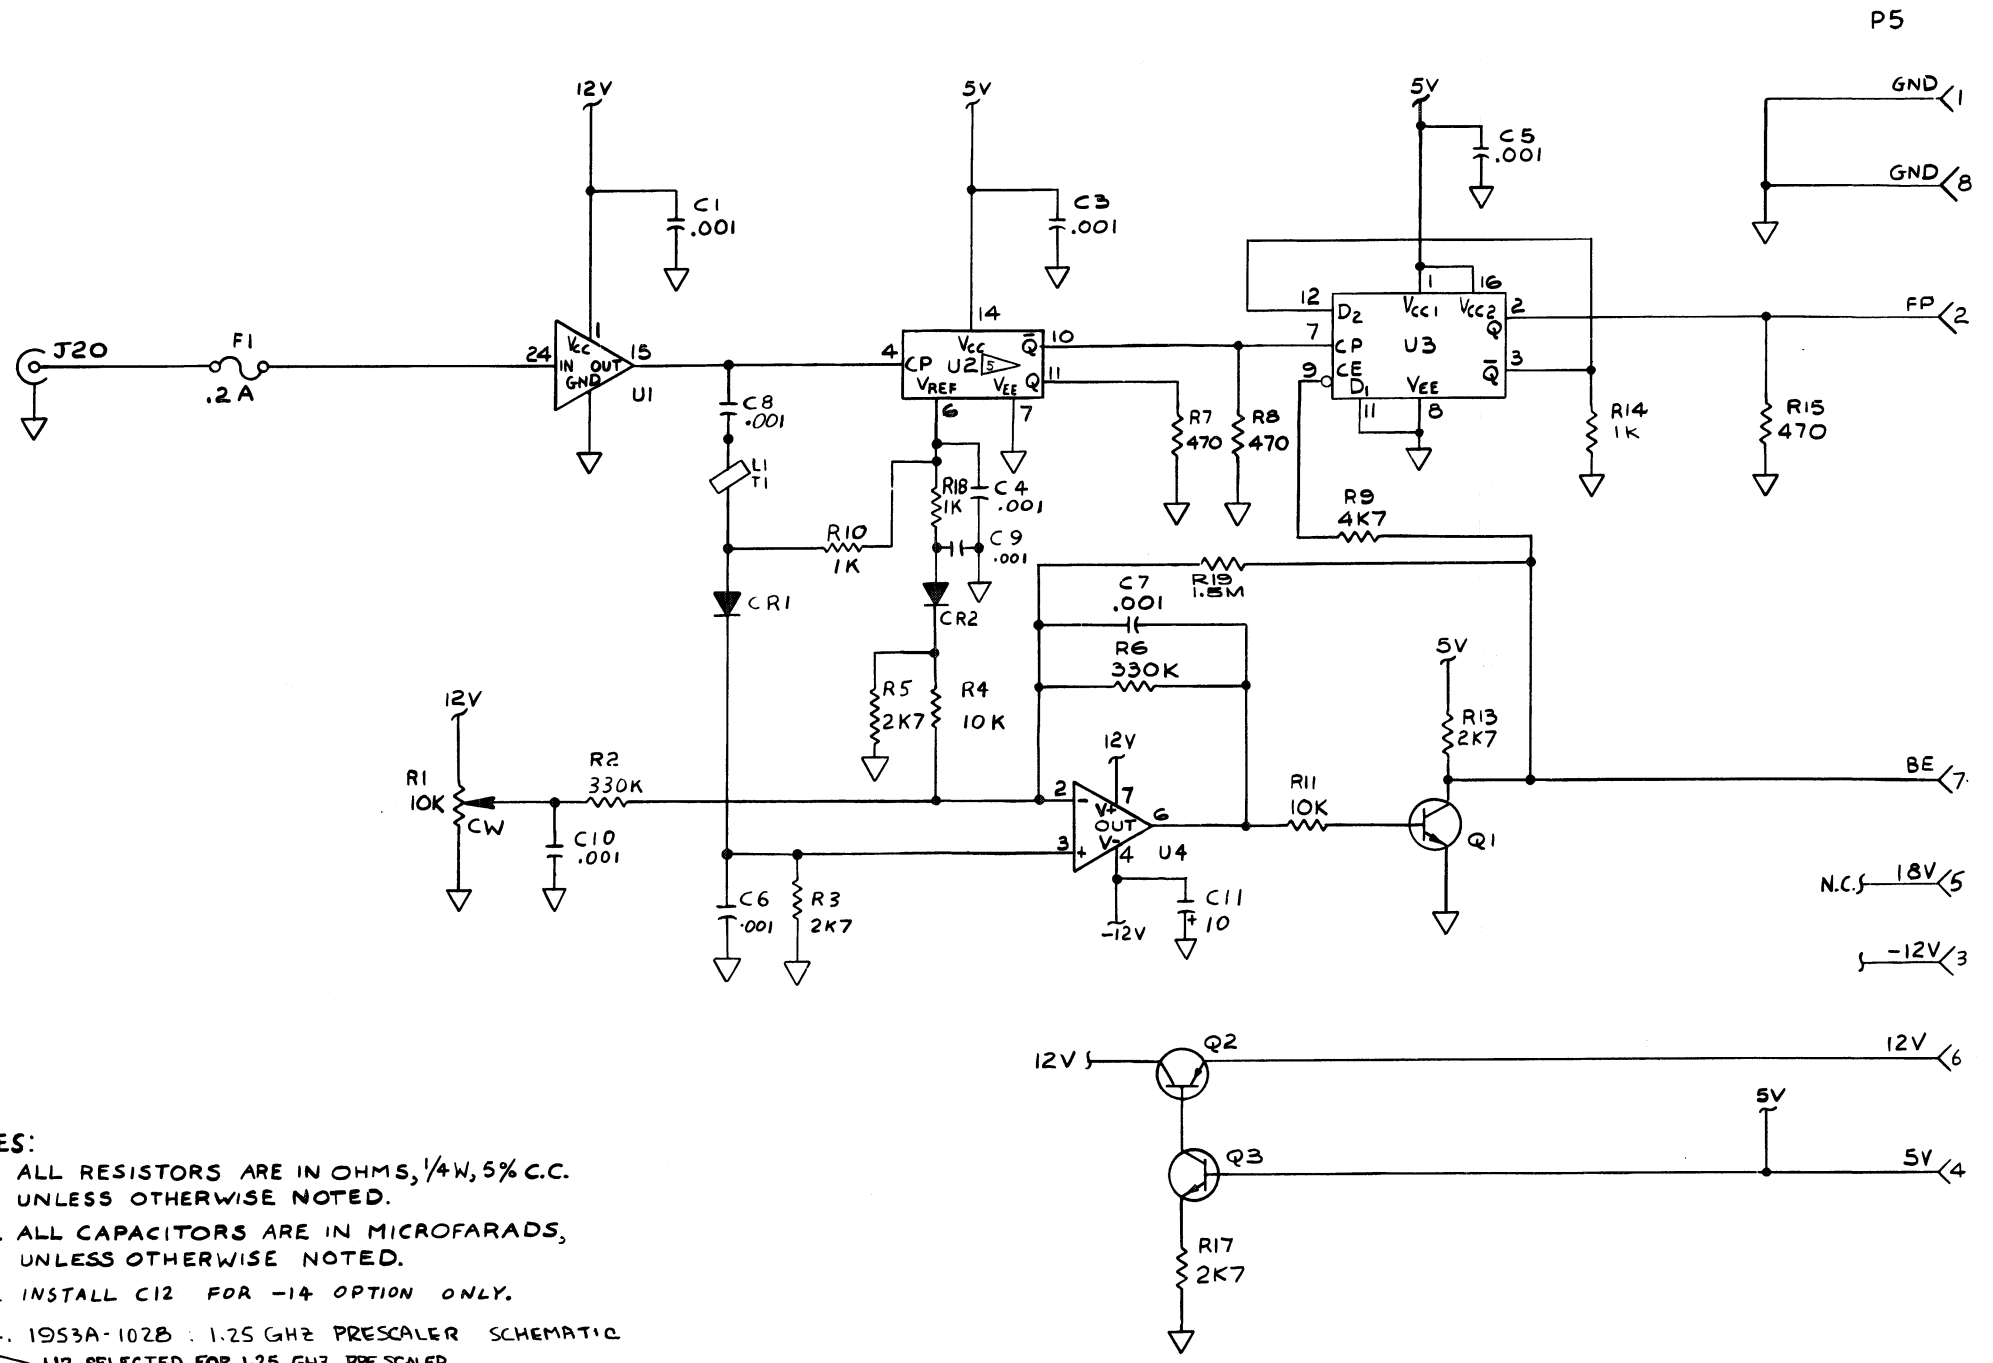 P5
GND 1
GND 8
12V
5V
5V
C1
.001
C3
.001
C5
.001
J20
F1
.2A
24
IN
VCC
1
OUT
GND
15
U1
C8
.001
L1
T1
4
CP
14
VCC
U2
5
VREF
VEE
Q̅
Q
10
11
6
7
12
D2
7
CP
9
CE
D1
11
1
VCC1
16
VCC2
U3
VEE
8
2
Q
3
Q̅
FP 2
R7
470
R8
470
R14
1K
R15
470
R18
1K
C4
.001
C9
.001
R10
1K
R9
4K7
R19
1.5M
CR1
CR2
C7
.001
R6
330K
R5
2K7
R4
10K
12V
R1
10K
CW
C10
.001
R2
330K
12V
2
-
7
V+
OUT
V-
3
+
4
6
U4
-12V
C11
+
10
C6
.001
R3
2K7
R11
10K
5V
R13
2K7
Q1
BE 7
N.C. 18V 5
-12V 3
12V
Q2
12V 6
5V
Q3
5V 4
R17
2K7
ES:
ALL RESISTORS ARE IN OHMS, 1/4W, 5% C.C.
UNLESS OTHERWISE NOTED.
. ALL CAPACITORS ARE IN MICROFARADS,
UNLESS OTHERWISE NOTED.
. INSTALL C12 FOR -14 OPTION ONLY.
. 1953A-1028 : 1.25 GHZ PRESCALER SCHEMATIC
SELECTED FOR 1.25 GHZ PRESCALER